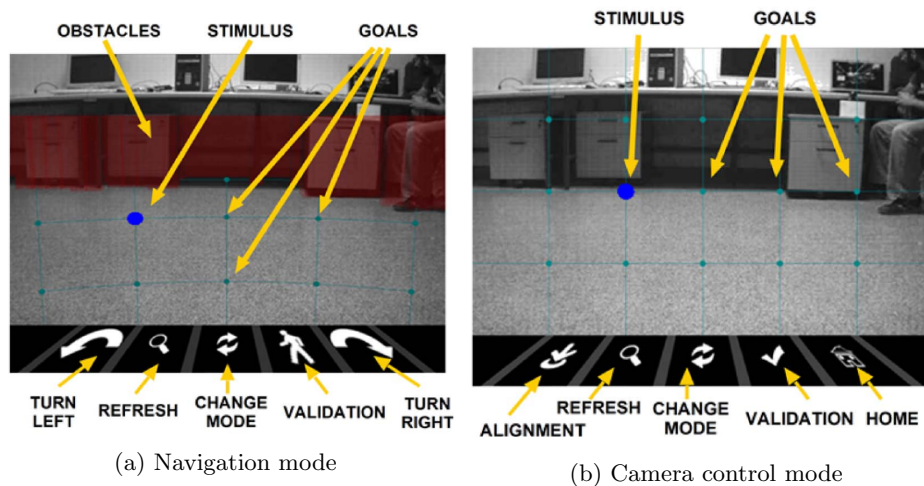 OBSTACLES STIMULUS GOALS
TURN LEFT
REFRESH
CHANGE MODE
VALIDATION
TURN RIGHT
(a) Navigation mode
STIMULUS GOALS
ALIGNMENT
REFRESH
CHANGE MODE
VALIDATION
HOME
(b) Camera control mode